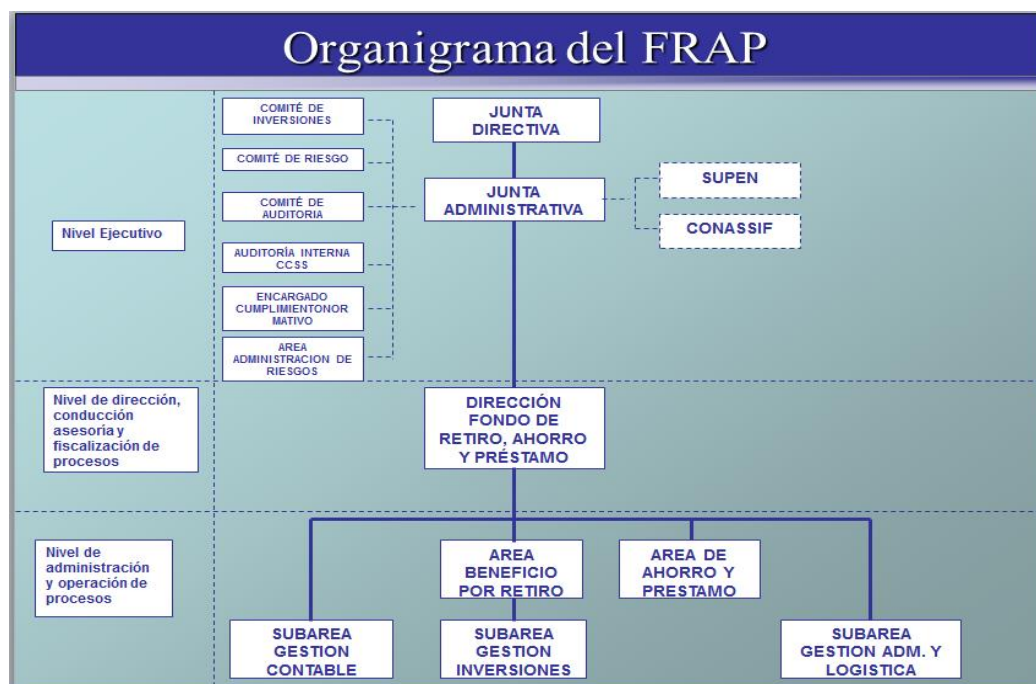 Organigrama del FRAP
COMITÉ DE
INVERSIONES
COMITÉ DE RIESGO
COMITÉ DE
AUDITORIA
AUDITORÍA INTERNA
CCSS
ENCARGADO
CUMPLIMIENTONOR
MATIVO
AREA
ADMINISTRACION DE
RIESGOS
JUNTA
DIRECTIVA
JUNTA
ADMINISTRATIVA
SUPEN
CONASSIF
Nivel Ejecutivo
Nivel de dirección,
conducción
asesoría y
fiscalización de
procesos
DIRECCIÓN
FONDO DE
RETIRO, AHORRO
Y PRÉSTAMO
Nivel de
administración
y operación de
procesos
AREA
BENEFICIO
POR RETIRO
AREA DE
AHORRO Y
PRESTAMO
SUBAREA
GESTION
CONTABLE
SUBAREA
GESTION
INVERSIONES
SUBAREA
GESTION ADM. Y
LOGISTICA